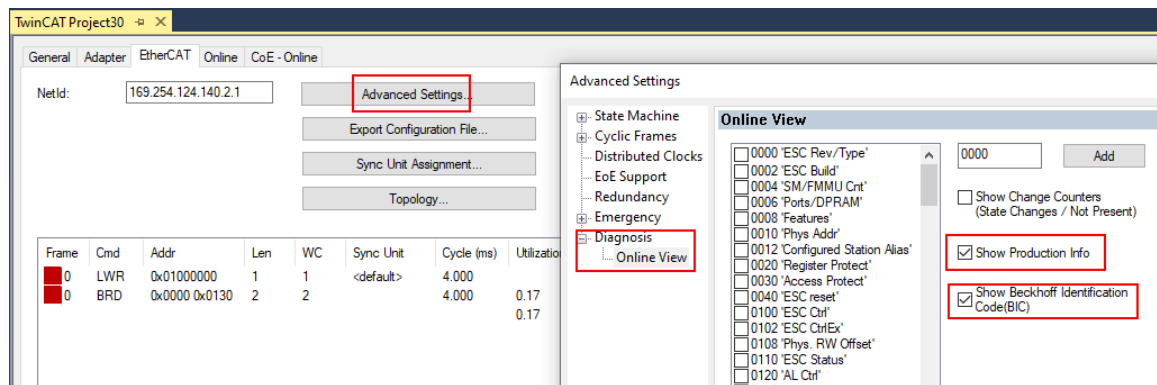 TwinCAT Project30
General Adapter EtherCAT Online CoE - Online
NetId: 169.254.124.140.2.1
Advanced Settings...
Export Configuration File...
Sync Unit Assignment...
Topology...
Frame Cmd Addr Len WC Sync Unit Cycle (ms) Utilizatio
0 LWR 0x01000000 1 1 <default> 4.000
0 BRD 0x0000 0x0130 2 2 4.000 0.17
0.17
Advanced Settings
State Machine
Cyclic Frames
Distributed Clocks
EoE Support
Redundancy
Emergency
Diagnosis
Online View
Online View
0000 'ESC Rev/Type'
0002 'ESC Build'
0004 'SM/FMMU Cnt'
0006 'Ports/DPRAM'
0008 'Features'
0010 'Phys Addr'
0012 'Configured Station Alias'
0020 'Register Protect'
0030 'Access Protect'
0040 'ESC reset'
0100 'ESC Ctrl'
0102 'ESC CtrlEx'
0108 'Phys. RW Offset'
0110 'ESC Status'
0120 'AL Ctrl'
0000 Add
Show Change Counters
(State Changes / Not Present)
Show Production Info
Show Beckhoff Identification
Code(BIC)